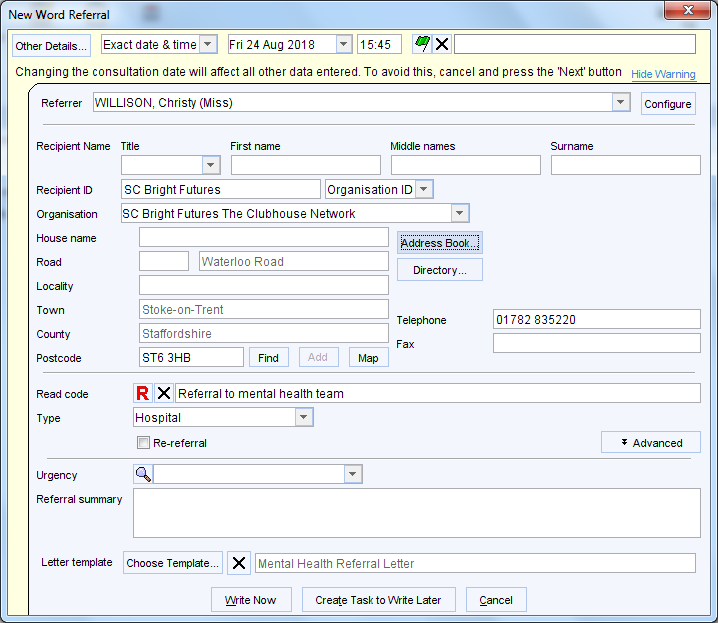 New Word Referral
Other Details... Exact date & time Fri 24 Aug 2018 15:45
Changing the consultation date will affect all other data entered. To avoid this, cancel and press the 'Next' button Hide Warning
Referrer WILLISON, Christy (Miss) Configure
Recipient Name Title First name Middle names Surname
Recipient ID SC Bright Futures Organisation ID
Organisation SC Bright Futures The Clubhouse Network
House name Address Book...
Road Waterloo Road Directory...
Locality
Town Stoke-on-Trent
County Staffordshire
Telephone 01782 835220
Fax
Postcode ST6 3HB Find Add Map
Read code R Referral to mental health team
Type Hospital
Re-referral Advanced
Urgency
Referral summary
Letter template Choose Template... Mental Health Referral Letter
Write Now Create Task to Write Later Cancel